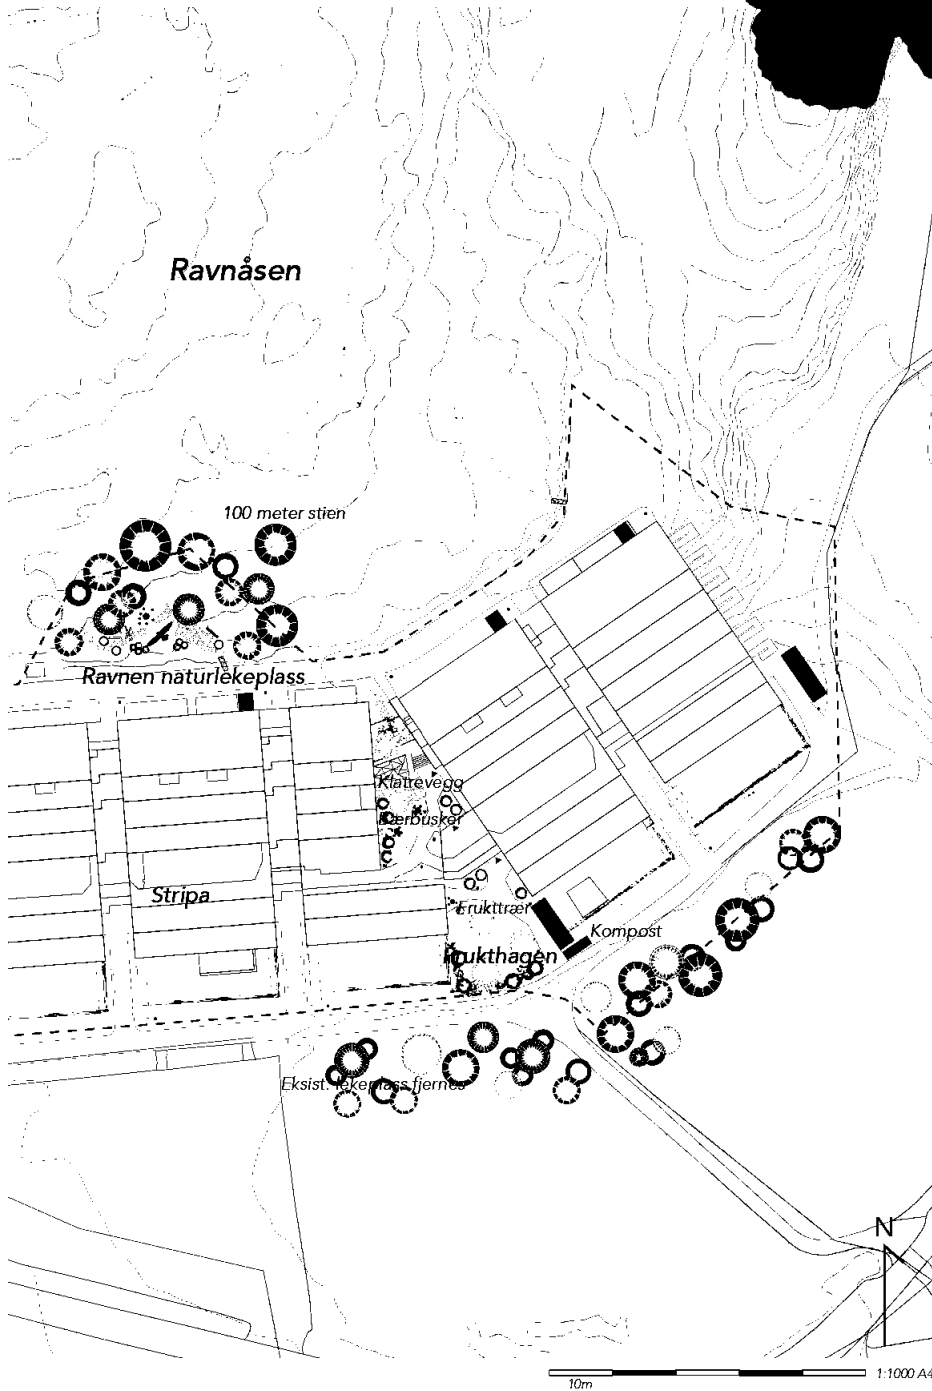 Ravnåsen
100 meter stien
Ravnen naturlekeplass
Klatrevegg
Bærbusker
Stripa
Frukttrær
Kompost
Frukthagen
Eksist. lekeplass fjernes
N
1:1000 A4
10m